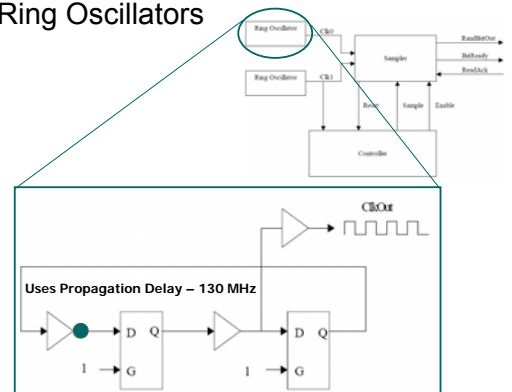 Ring Oscillators
Ring Oscillator
Clk0
RandBitOut
Sampler
BitReady
ReadAck
Ring Oscillator
Clk1
Reset
Sample
Enable
Controller
ClkOut
Uses Propagation Delay – 130 MHz
D Q
D Q
1
G
1
G